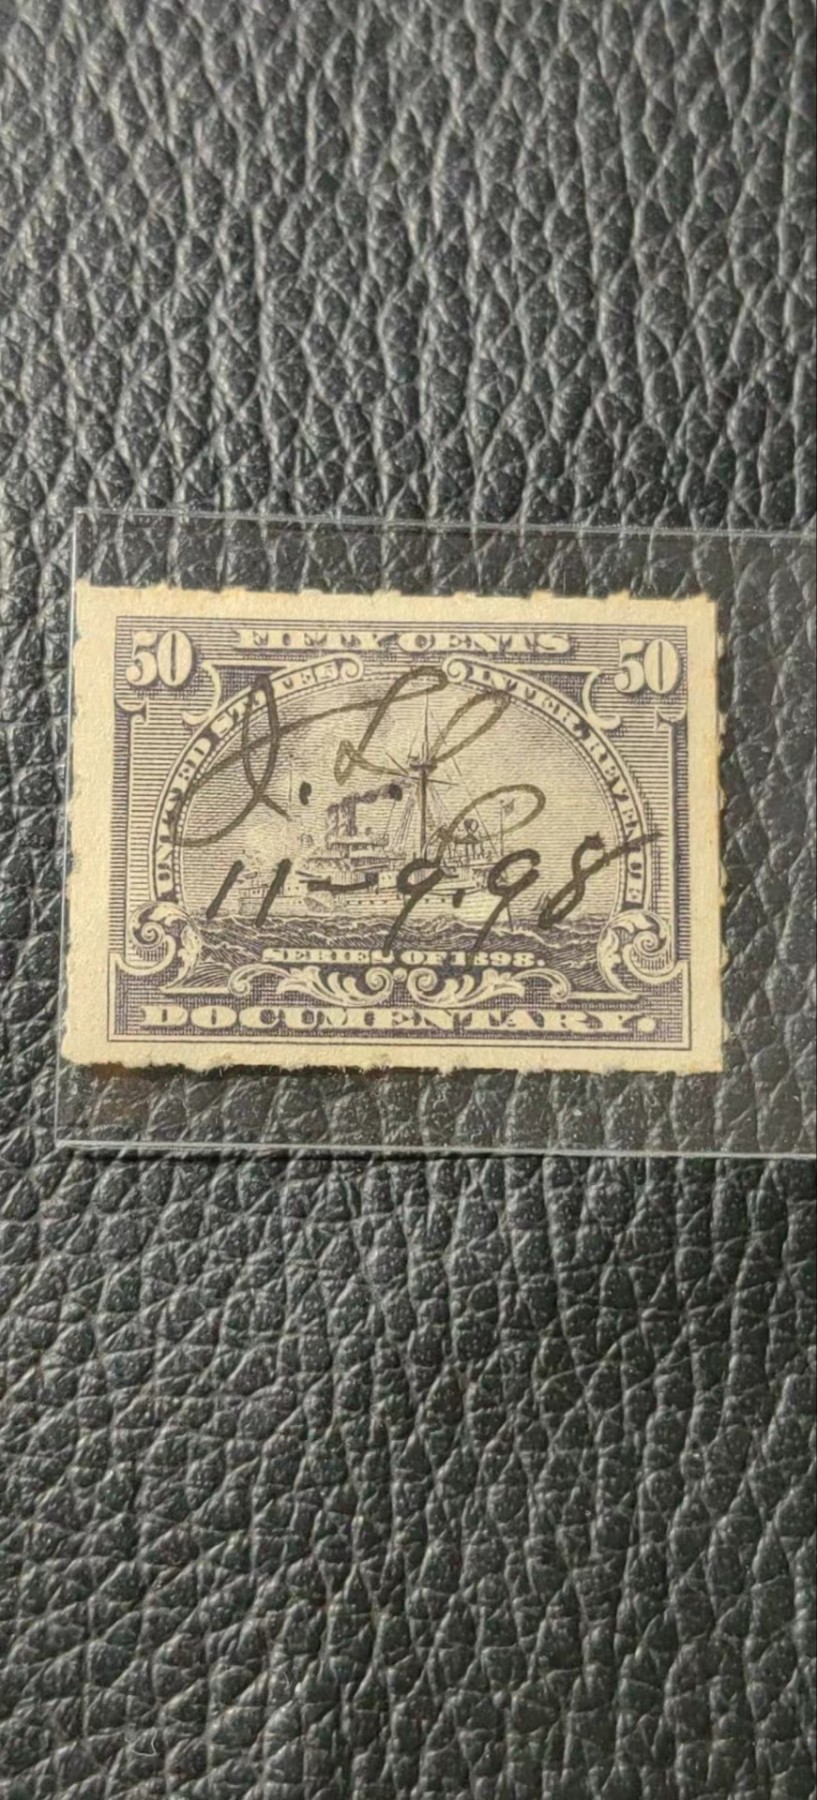 50 FIFTY CENTS 50
UNITED STATES INTER. REVENUE
J. L.
11-9.98
SERIES OF 1898.
DOCUMENTARY.